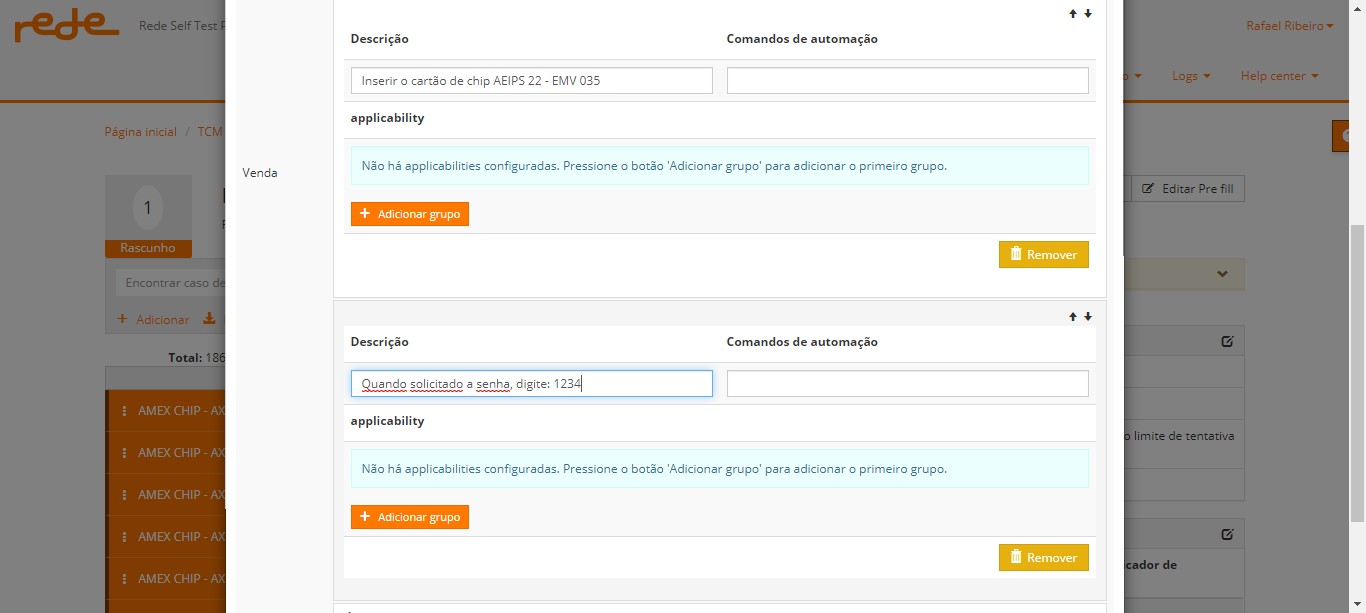 rede
Rede Self Test
Rafael Ribeiro
Logs
Help center
Página inicial / TCM
1
Rascunho
Editar Pre fill
Encontrar caso de
+ Adicionar
Total: 186
AMEX CHIP - AX
AMEX CHIP - AX
AMEX CHIP - AX
AMEX CHIP - AX
AMEX CHIP - AX
Venda
Descrição
Comandos de automação
Inserir o cartão de chip AEIPS 22 - EMV 035
applicability
Não há applicabilities configuradas. Pressione o botão 'Adicionar grupo' para adicionar o primeiro grupo.
+ Adicionar grupo
Remover
Descrição
Comandos de automação
Quando solicitado a senha, digite: 1234
applicability
Não há applicabilities configuradas. Pressione o botão 'Adicionar grupo' para adicionar o primeiro grupo.
+ Adicionar grupo
Remover
o limite de tentativa
cador de